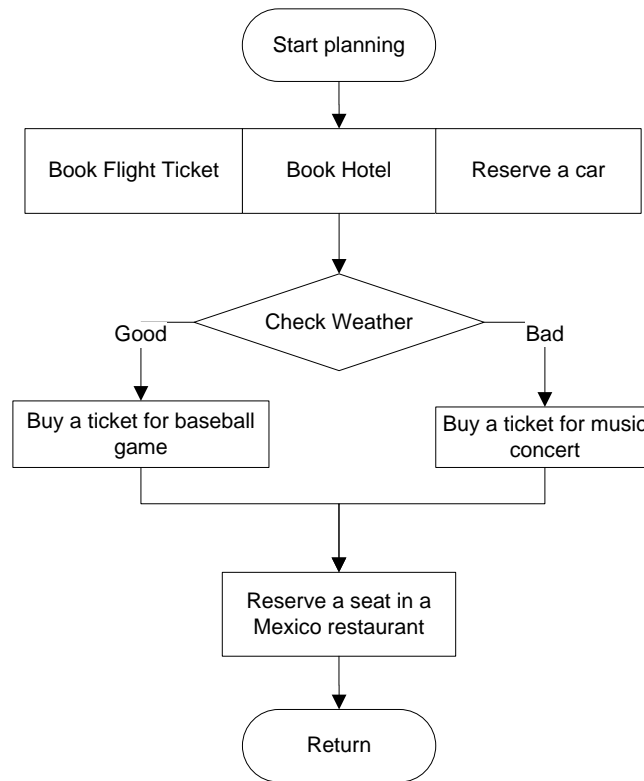 Start planning
Book Flight Ticket
Book Hotel
Reserve a car
Check Weather
Good
Bad
Buy a ticket for baseball
game
Buy a ticket for music
concert
Reserve a seat in a
Mexico restaurant
Return